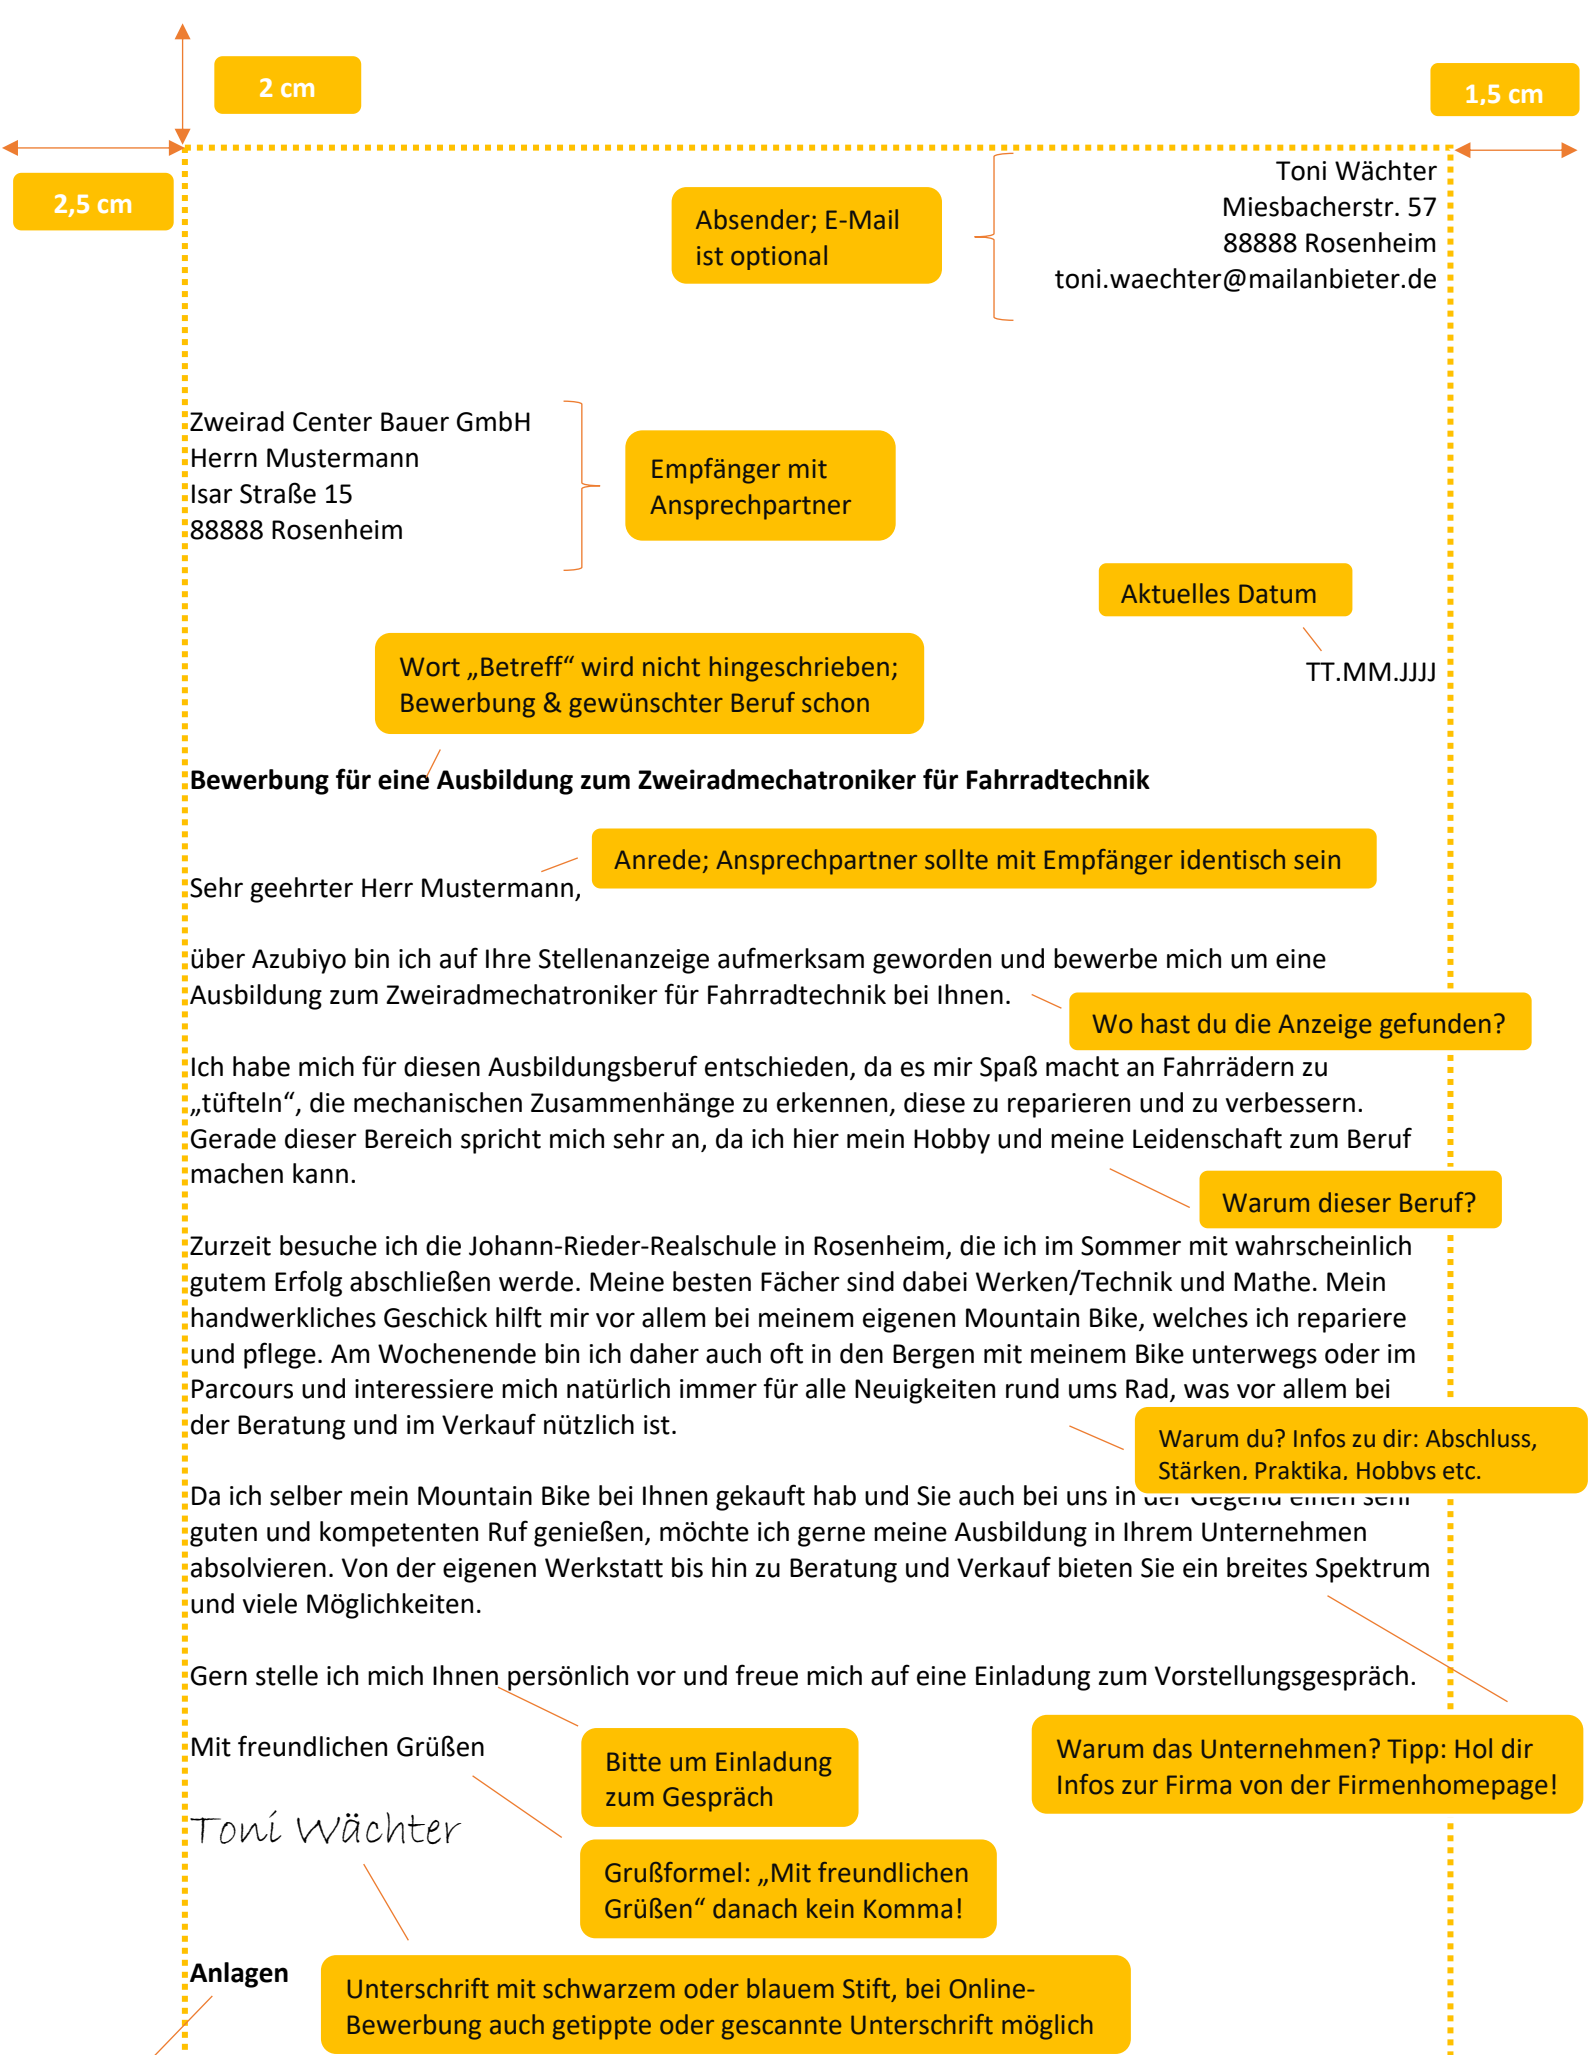 2 cm
1,5 cm
2,5 cm
Absender; E-Mail
ist optional
Toni Wächter
Miesbacherstr. 57
88888 Rosenheim
toni.waechter@mailanbieter.de
Zweirad Center Bauer GmbH
Herrn Mustermann
Isar Straße 15
88888 Rosenheim
Empfänger mit
Ansprechpartner
Aktuelles Datum
TT.MM.JJJJ
Wort „Betreff“ wird nicht hingeschrieben;
Bewerbung & gewünschter Beruf schon
Bewerbung für eine Ausbildung zum Zweiradmechatroniker für Fahrradtechnik
Anrede; Ansprechpartner sollte mit Empfänger identisch sein
Sehr geehrter Herr Mustermann,
über Azubiyo bin ich auf Ihre Stellenanzeige aufmerksam geworden und bewerbe mich um eine
Ausbildung zum Zweiradmechatroniker für Fahrradtechnik bei Ihnen.
Wo hast du die Anzeige gefunden?
Ich habe mich für diesen Ausbildungsberuf entschieden, da es mir Spaß macht an Fahrrädern zu
„tüfteln“, die mechanischen Zusammenhänge zu erkennen, diese zu reparieren und zu verbessern.
Gerade dieser Bereich spricht mich sehr an, da ich hier mein Hobby und meine Leidenschaft zum Beruf
machen kann.
Warum dieser Beruf?
Zurzeit besuche ich die Johann-Rieder-Realschule in Rosenheim, die ich im Sommer mit wahrscheinlich
gutem Erfolg abschließen werde. Meine besten Fächer sind dabei Werken/Technik und Mathe. Mein
handwerkliches Geschick hilft mir vor allem bei meinem eigenen Mountain Bike, welches ich repariere
und pflege. Am Wochenende bin ich daher auch oft in den Bergen mit meinem Bike unterwegs oder im
Parcours und interessiere mich natürlich immer für alle Neuigkeiten rund ums Rad, was vor allem bei
der Beratung und im Verkauf nützlich ist.
Warum du? Infos zu dir: Abschluss,
Stärken, Praktika, Hobbys etc.
Da ich selber mein Mountain Bike bei Ihnen gekauft hab und Sie auch bei uns in der Gegend einen sehr
guten und kompetenten Ruf genießen, möchte ich gerne meine Ausbildung in Ihrem Unternehmen
absolvieren. Von der eigenen Werkstatt bis hin zu Beratung und Verkauf bieten Sie ein breites Spektrum
und viele Möglichkeiten.
Gern stelle ich mich Ihnen persönlich vor und freue mich auf eine Einladung zum Vorstellungsgespräch.
Mit freundlichen Grüßen
Bitte um Einladung
zum Gespräch
Warum das Unternehmen? Tipp: Hol dir
Infos zur Firma von der Firmenhomepage!
Toni Wächter
Grußformel: „Mit freundlichen
Grüßen“ danach kein Komma!
Anlagen
Unterschrift mit schwarzem oder blauem Stift, bei Online-
Bewerbung auch getippte oder gescannte Unterschrift möglich